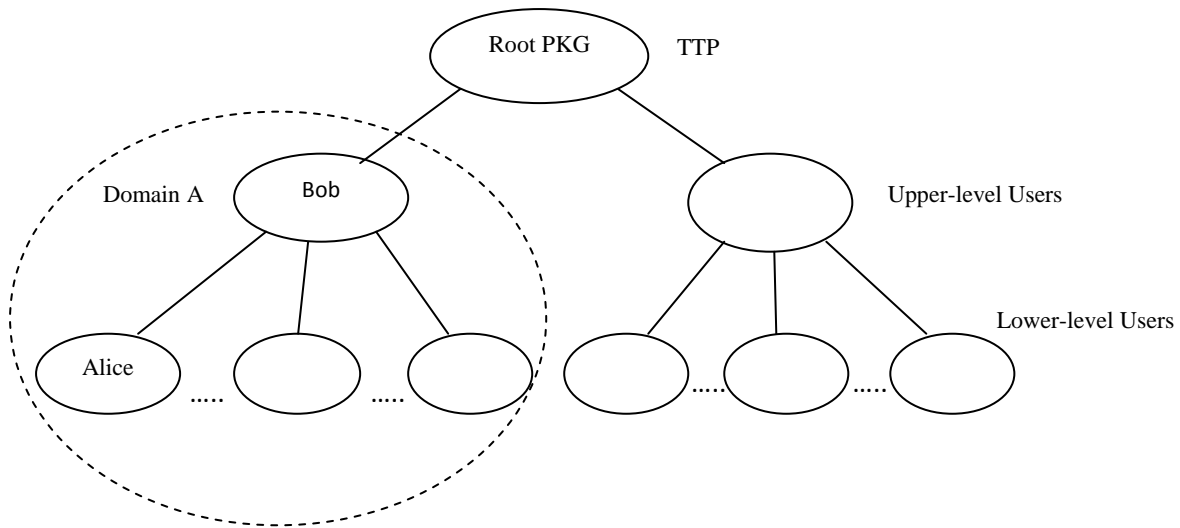 Root PKG
TTP
Domain A
Bob
Upper-level Users
Lower-level Users
Alice
.....
.....
.....
.....